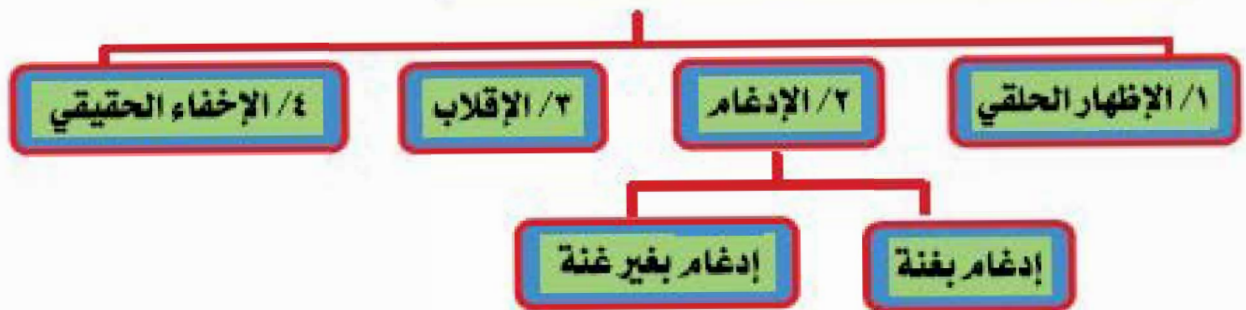 ١/ الإظهار الحلقي
٢/ الإدغام
٣/ الإقلاب
٤/ الإخفاء الحقيقي
إدغام بغنة
إدغام بغير غنة